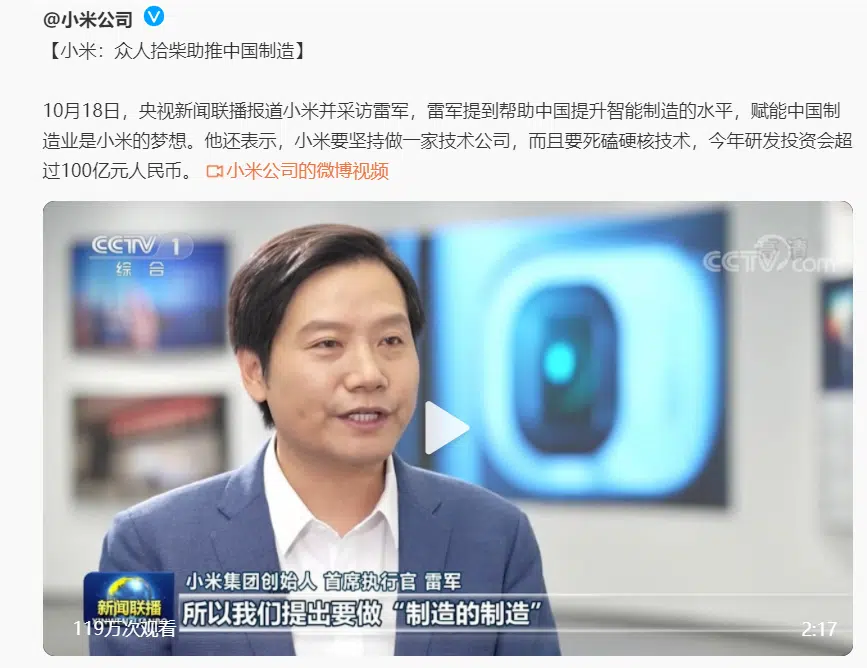 @小米公司
【小米：众人拾柴助推中国制造】
10月18日，央视新闻联播报道小米并采访雷军，雷军提到帮助中国提升智能制造的水平，赋能中国制
造业是小米的梦想。他还表示，小米要坚持做一家技术公司，而且要死磕硬核技术，今年研发投资会超
过100亿元人民币。 小米公司的微博视频
CCTV 1
综合
高清
CCTV.com
小米集团创始人 首席执行官 雷军
新闻联播
所以我们提出要做“制造的制造”
119万次观看
2:17